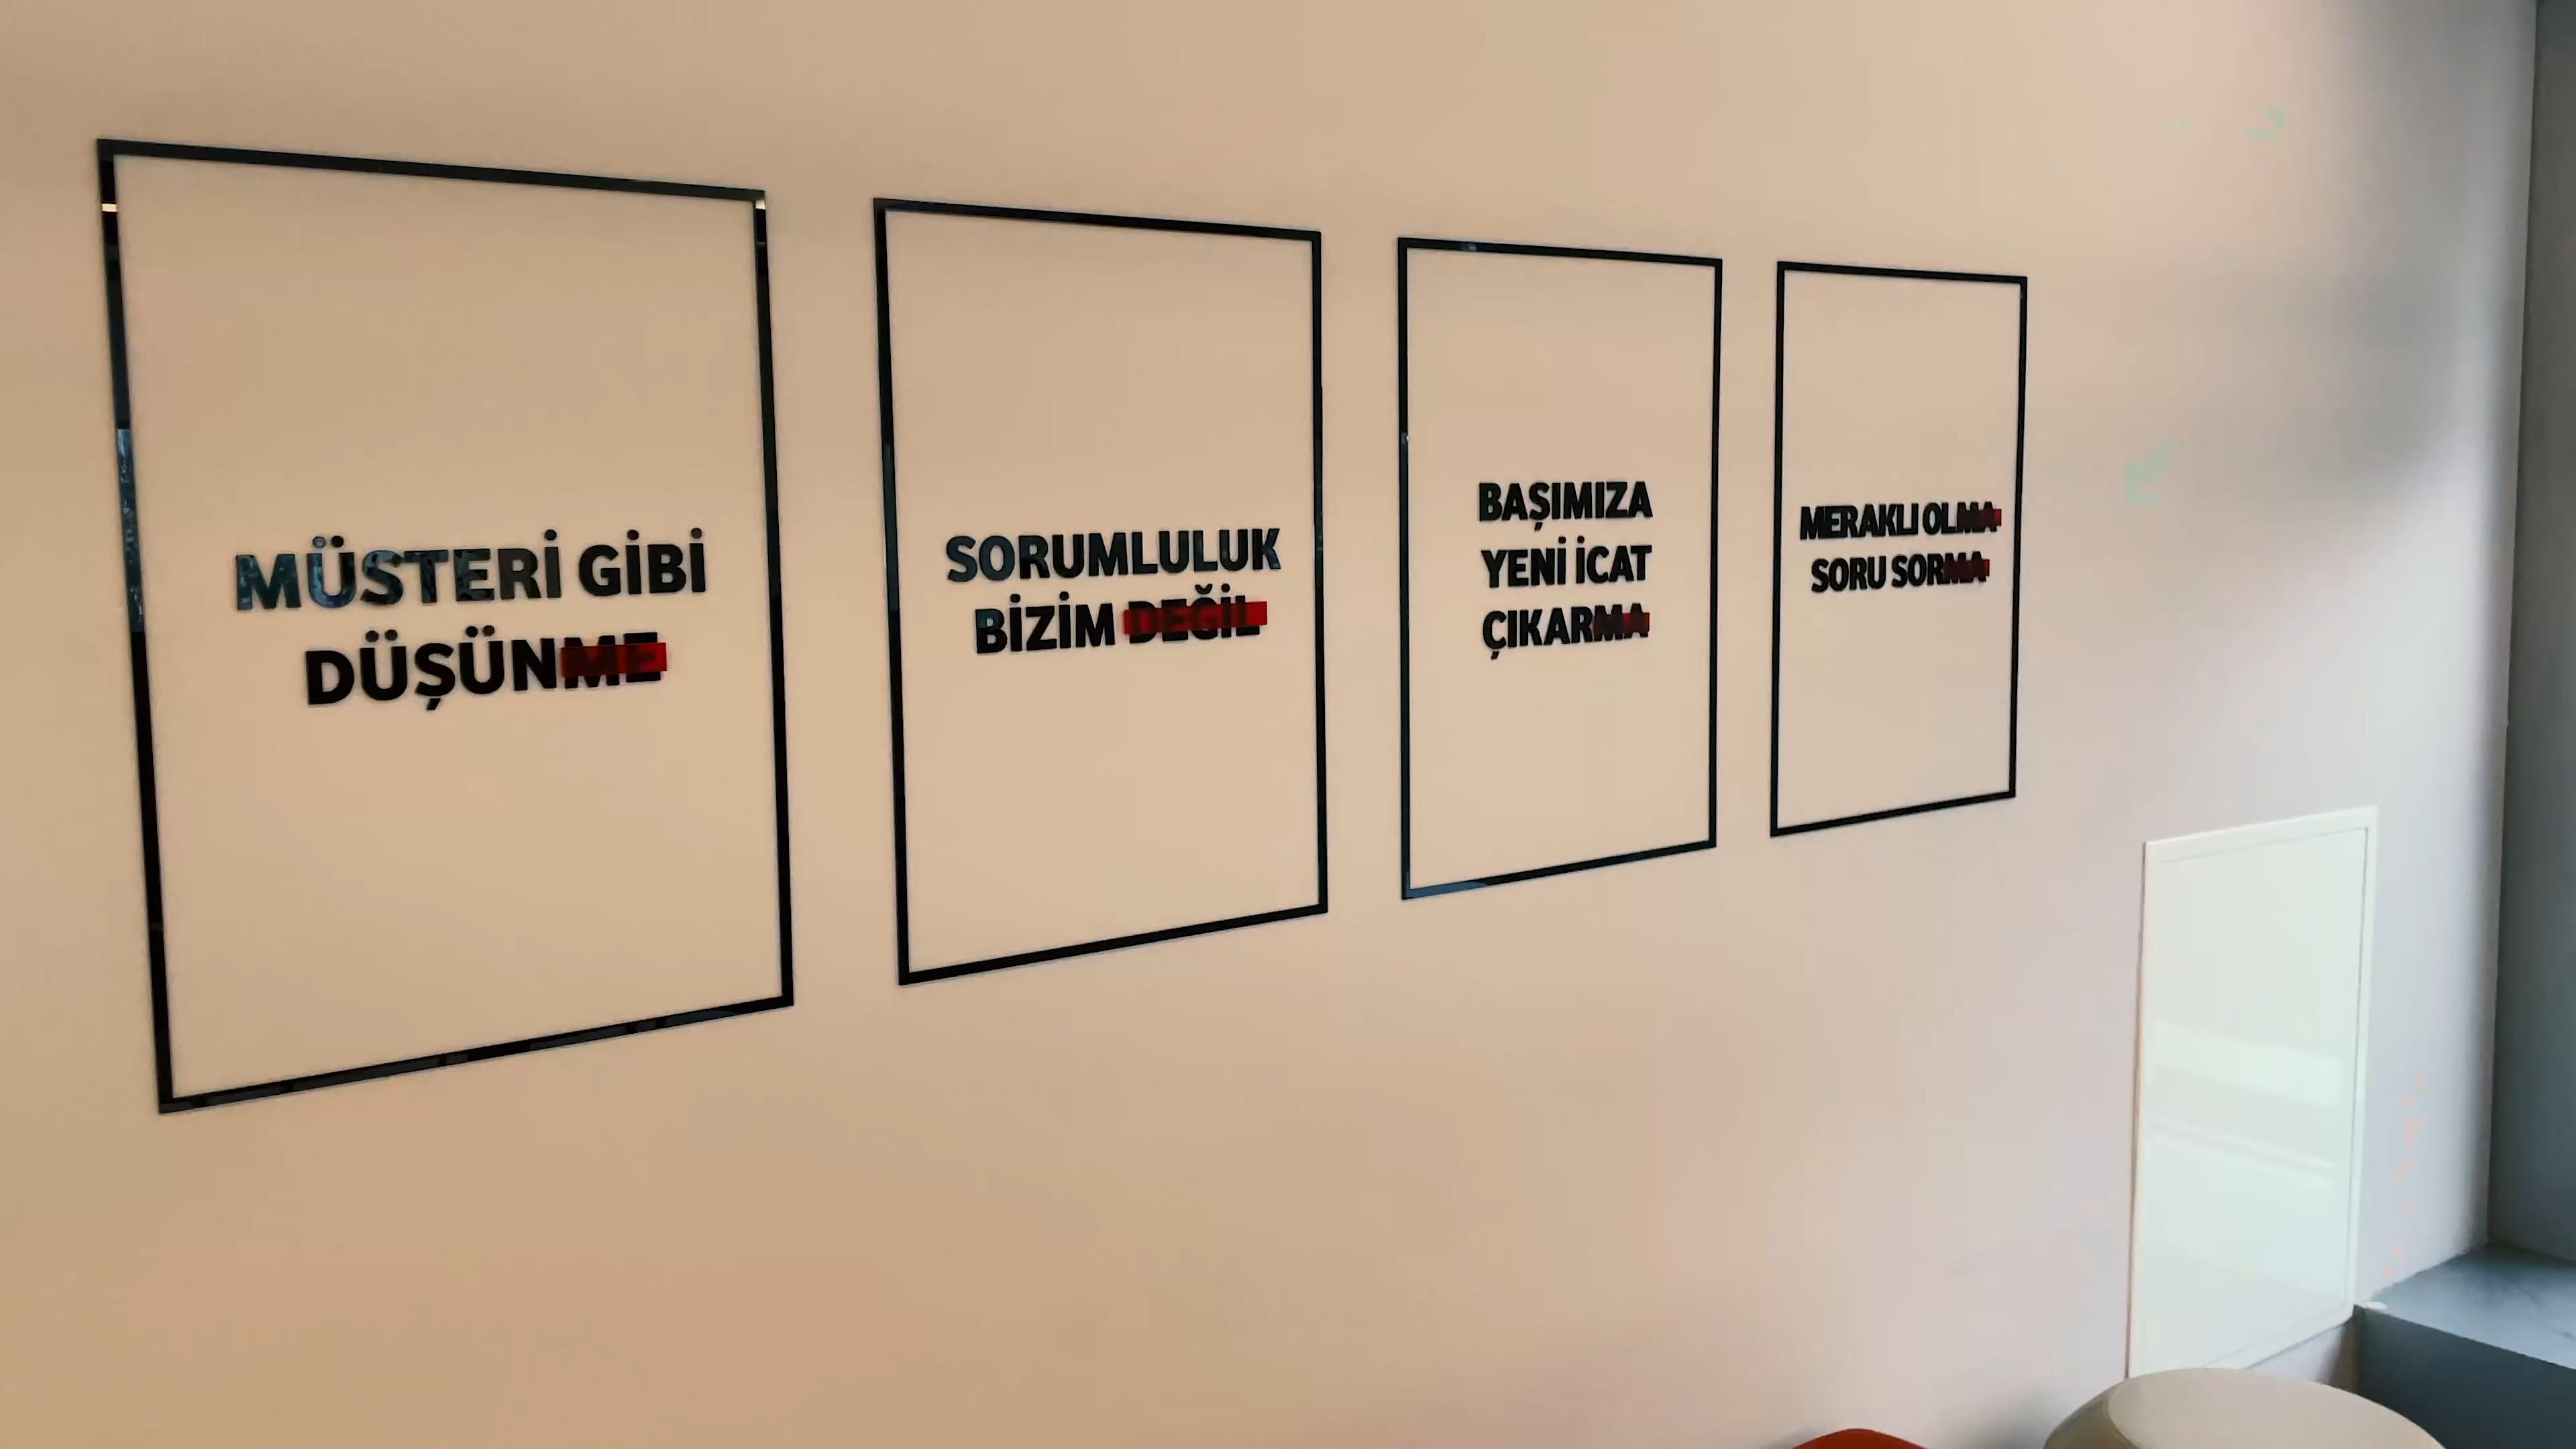 MÜSTERİ GİBİ
DÜŞÜNME
SORUMLULUK
BİZİM DEĞİL
BAŞIMIZA
YENİ İCAT
ÇIKARMA
MERAKLI OLMA
SORU SORMA